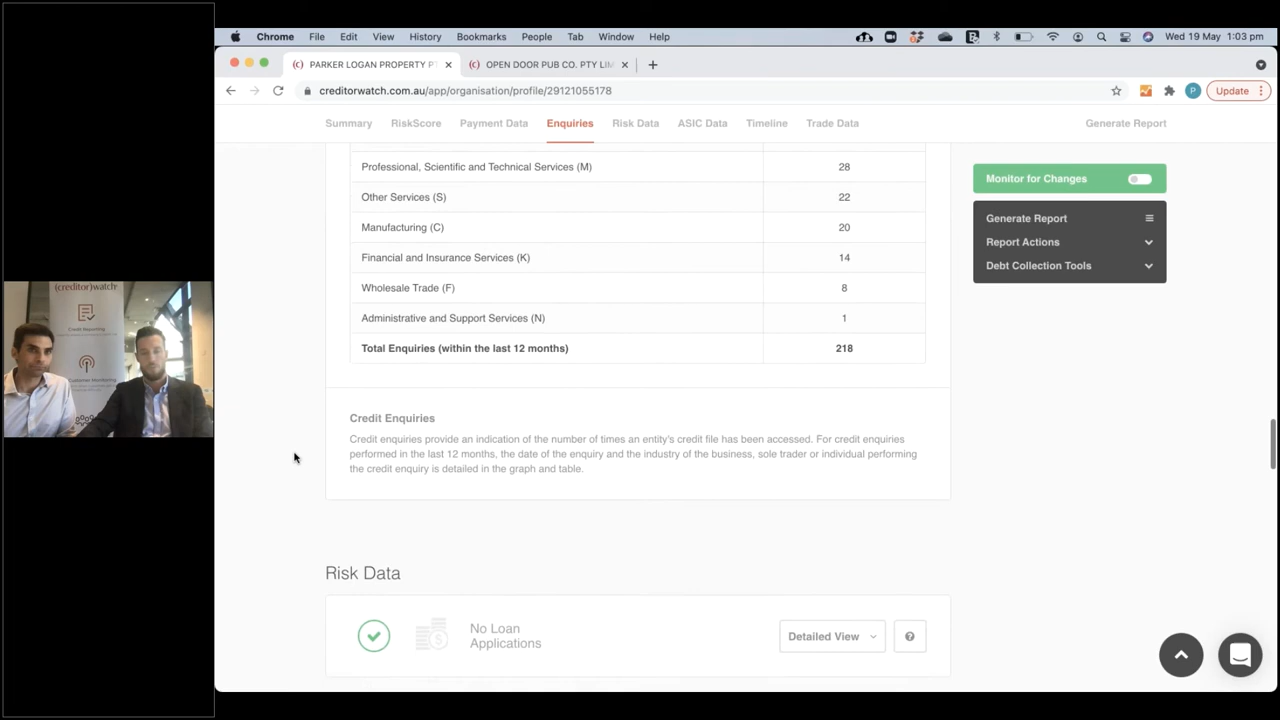 Chrome File Edit View History Bookmarks People Tab Window Help Wed 19 May 1:03 pm
PARKER LOGAN PROPERTY P OPEN DOOR PUB CO. PTY LIM
creditorwatch.com.au/app/organisation/profile/29121055178 P Update
Summary RiskScore Payment Data Enquiries Risk Data ASIC Data Timeline Trade Data Generate Report
Professional, Scientific and Technical Services (M) 28
Other Services (S) 22
Manufacturing (C) 20
Financial and Insurance Services (K) 14
Wholesale Trade (F) 8
Administrative and Support Services (N) 1
Total Enquiries (within the last 12 months) 218
Monitor for Changes
Generate Report
Report Actions
Debt Collection Tools
(creditor)watch
Credit Reporting
Customer Monitoring
Credit Enquiries
Credit enquiries provide an indication of the number of times an entity's credit file has been accessed. For credit enquiries
performed in the last 12 months, the date of the enquiry and the industry of the business, sole trader or individual performing
the credit enquiry is detailed in the graph and table.
Risk Data
No Loan
Applications
Detailed View ?